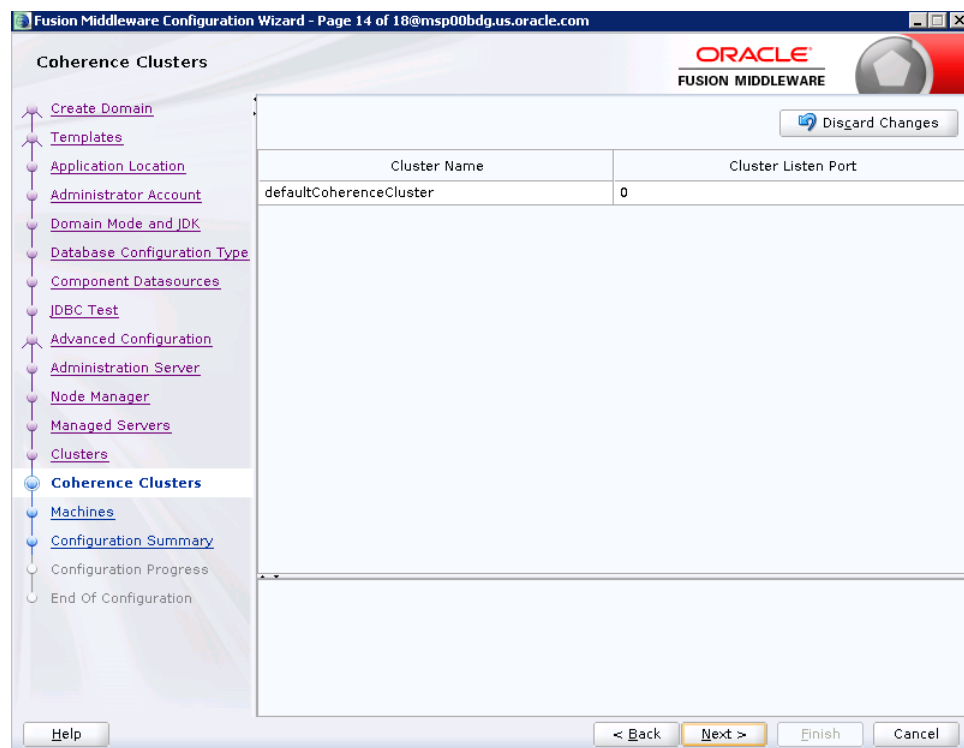 Fusion Middleware Configuration Wizard - Page 14 of 18@msp00bdg.us.oracle.com
Coherence Clusters
ORACLE
FUSION MIDDLEWARE
Create Domain
Templates
Application Location
Administrator Account
Domain Mode and JDK
Database Configuration Type
Component Datasources
JDBC Test
Advanced Configuration
Administration Server
Node Manager
Managed Servers
Clusters
Coherence Clusters
Machines
Configuration Summary
Configuration Progress
End Of Configuration
Discard Changes
Cluster Name Cluster Listen Port
defaultCoherenceCluster 0
Help < Back Next > Finish Cancel